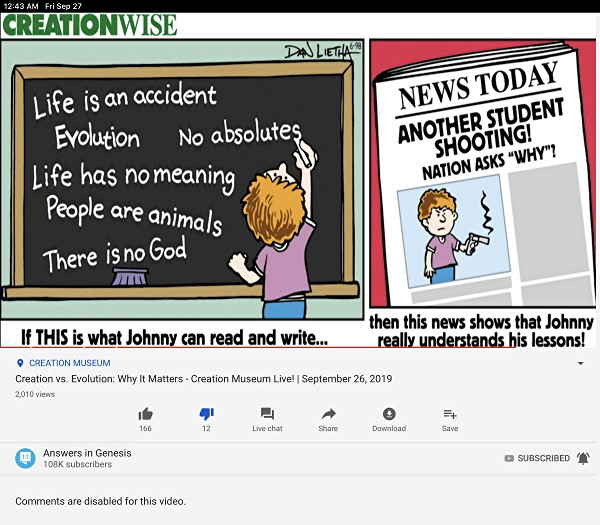 12:43 AM Fri Sep 27
CREATIONWISE
DAN LIETHA 6-98
Life is an accident
Evolution No absolutes
Life has no meaning
People are animals
There is no God
If THIS is what Johnny can read and write...
NEWS TODAY
ANOTHER STUDENT
SHOOTING!
NATION ASKS “WHY”?
then this news shows that Johnny
really understands his lessons!
CREATION MUSEUM
Creation vs. Evolution: Why It Matters - Creation Museum Live! | September 26, 2019
2,010 views
166 12 Live chat Share Download Save
Answers in Genesis
108K subscribers
SUBSCRIBED
Comments are disabled for this video.